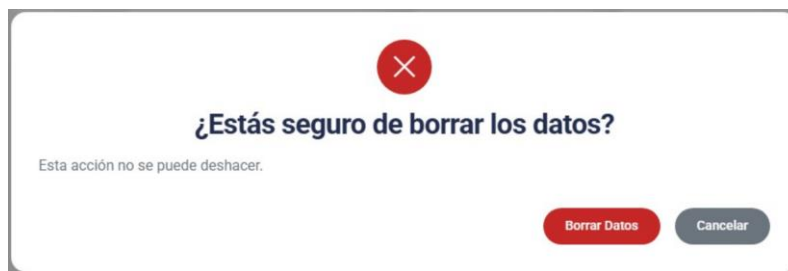 ¿Estás seguro de borrar los datos?
Esta acción no se puede deshacer.
Borrar Datos Cancelar